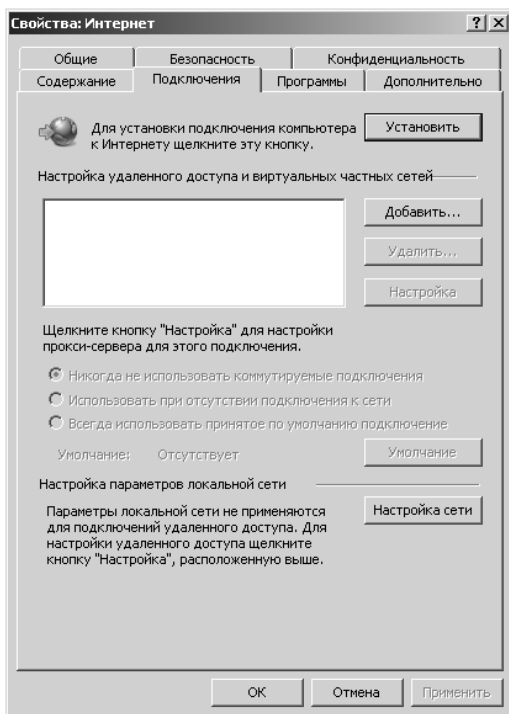 Свойства: Интернет
Общие
Безопасность
Конфиденциальность
Содержание
Подключения
Программы
Дополнительно
Для установки подключения компьютера
к Интернету щелкните эту кнопку.
Установить
Настройка удаленного доступа и виртуальных частных сетей
Добавить...
Удалить...
Настройка
Щелкните кнопку "Настройка" для настройки
прокси-сервера для этого подключения.
Никогда не использовать коммутируемые подключения
Использовать при отсутствии подключения к сети
Всегда использовать принятое по умолчанию подключение
Умолчание: Отсутствует
Умолчание
Настройка параметров локальной сети
Параметры локальной сети не применяются
для подключений удаленного доступа. Для
настройки удаленного доступа щелкните
кнопку "Настройка", расположенную выше.
Настройка сети
ОК
Отмена
Применить